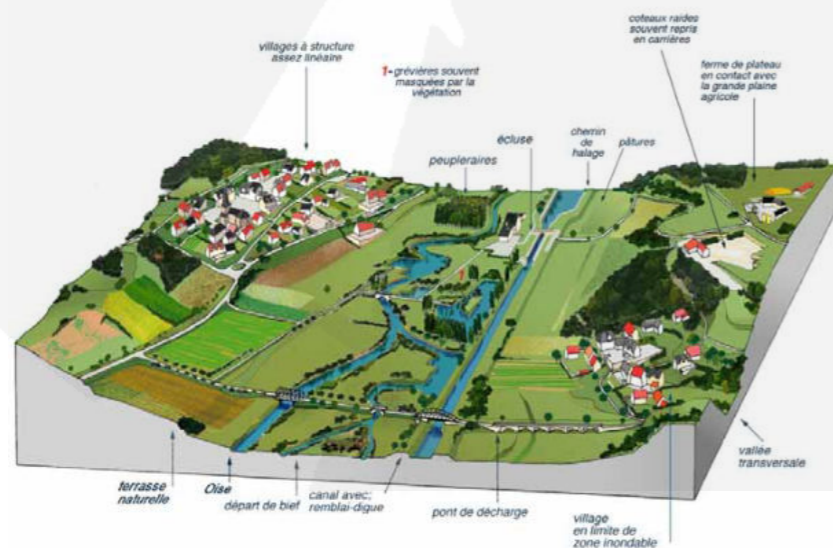 villages à structure
assez linéaire
1- grévières souvent
masquées par la
végétation
coteaux raides
souvent repris
en carrières
ferme de plateau
en contact avec
la grande plaine
agricole
écluse
chemin
de
halage
peupleraires
pâtures
1
terrasse
naturelle
Oise
départ de bief
canal avec;
remblai-digue
pont de décharge
village
en limite de
zone inondable
vallée
transversale